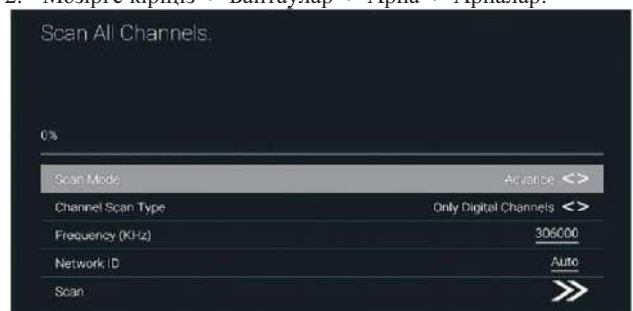 Scan All Channels.
0%
Scan Mode Advance <>
Channel Scan Type Only Digital Channels <>
Frequency (KHz) 306000
Network ID Auto
Scan >>